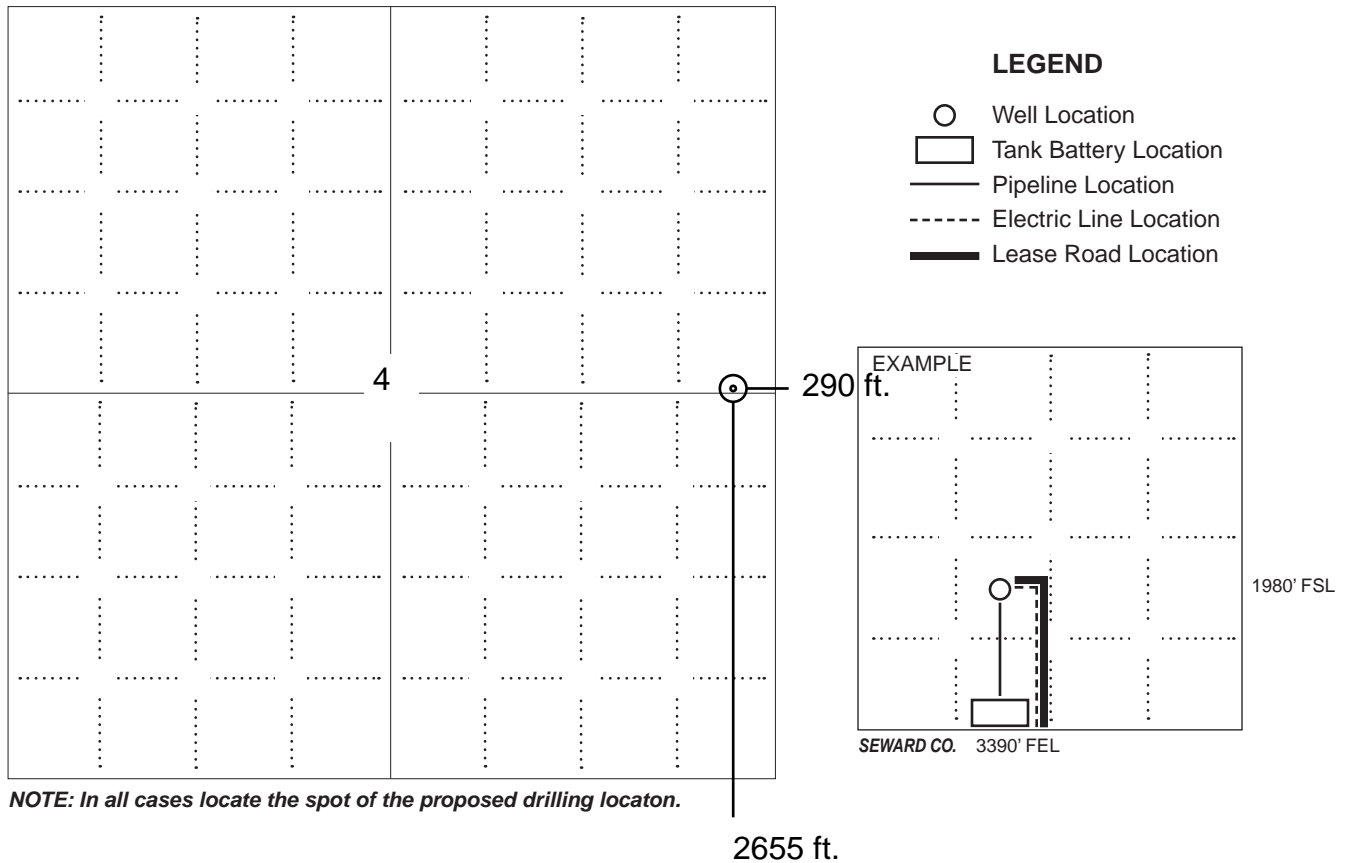 LEGEND
Well Location
Tank Battery Location
Pipeline Location
Electric Line Location
Lease Road Location
4
290 ft.
EXAMPLE
1980' FSL
SEWARD CO. 3390' FEL
NOTE: In all cases locate the spot of the proposed drilling locaton.
2655 ft.